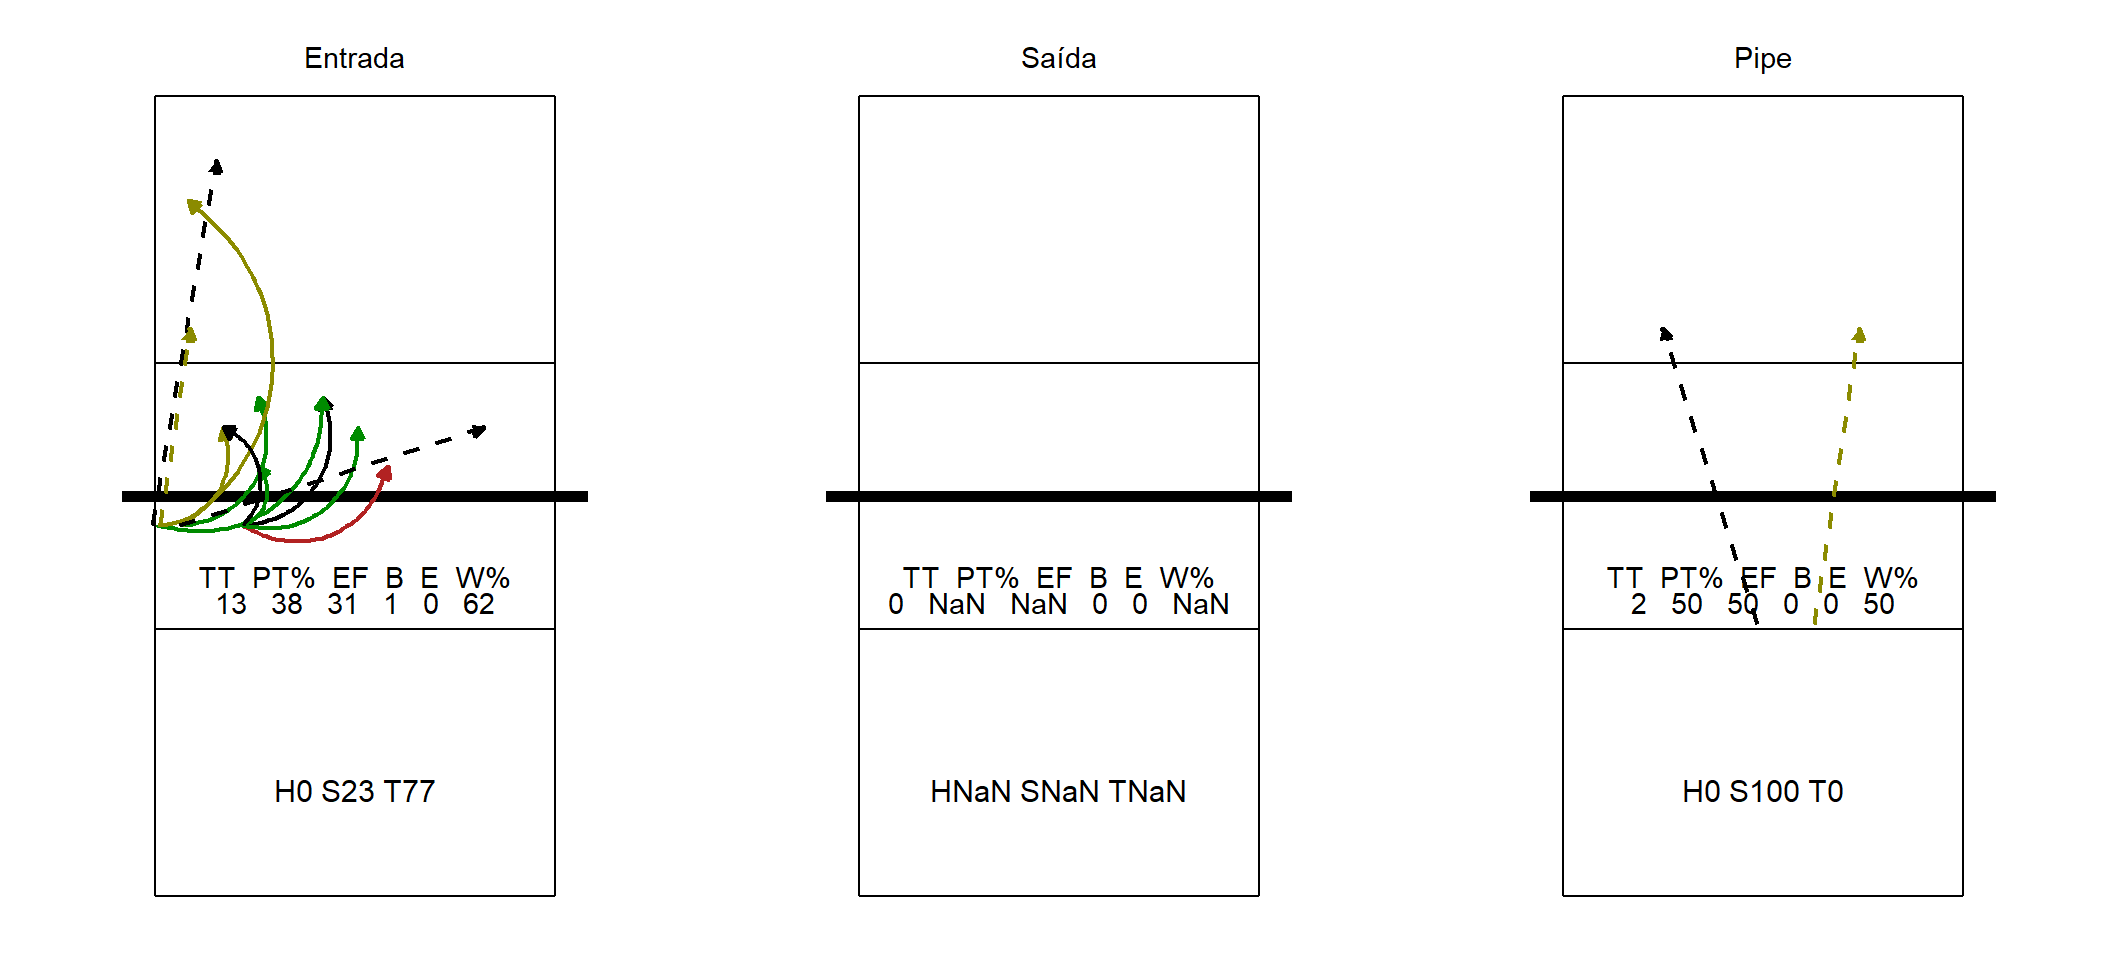 Entrada
TT PT% EF B E W%
13 38 31 1 0 62
H0 S23 T77
Saída
TT PT% EF B E W%
0 NaN NaN 0 0 NaN
HNaN SNaN TNaN
Pipe
TT PT% EF B E W%
2 50 50 0 0 50
H0 S100 T0